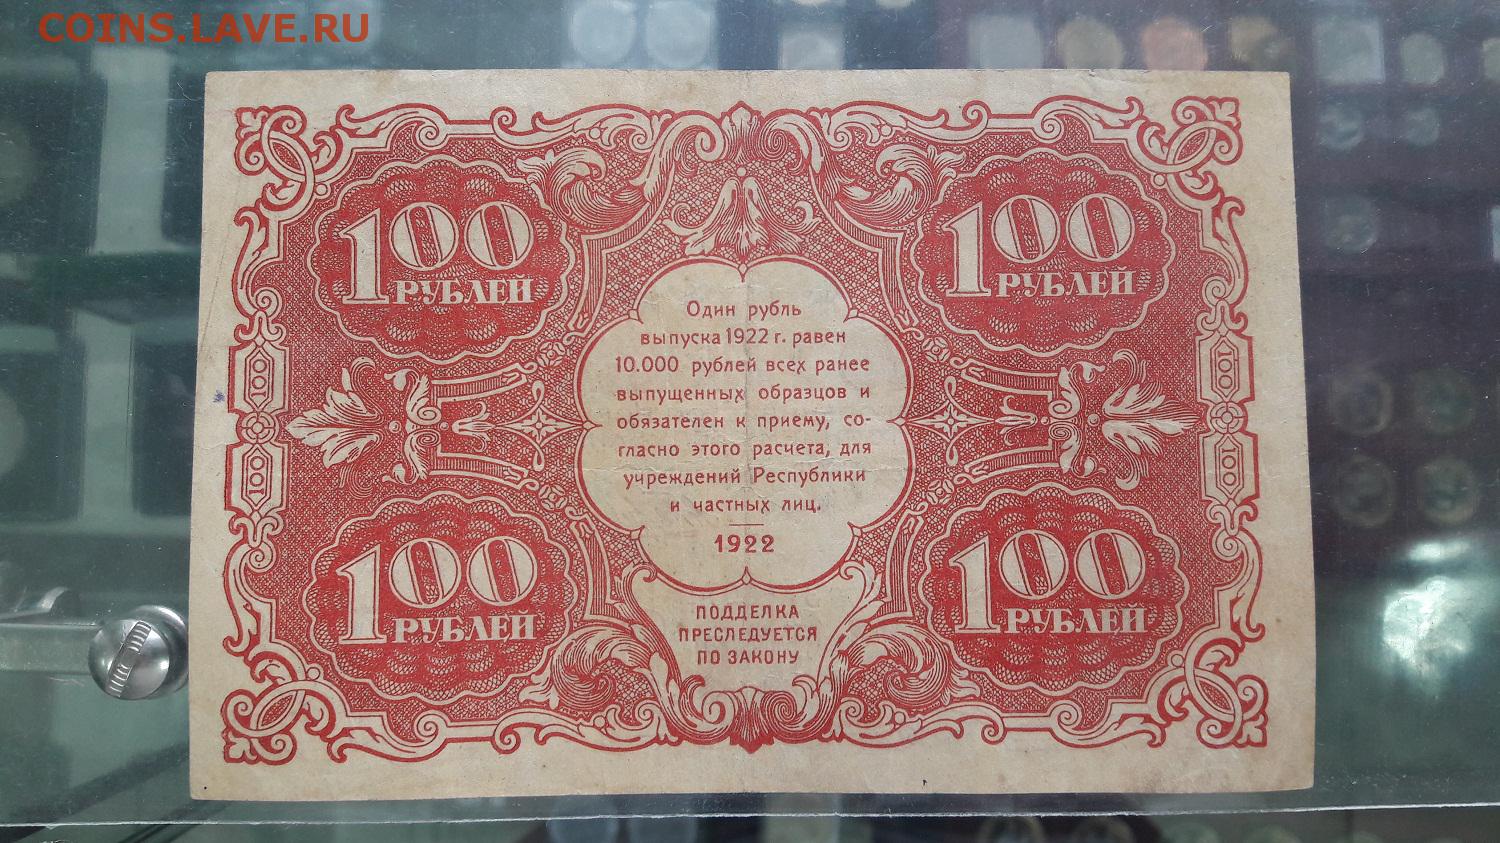 COINS.LAVE.RU
100 РУБЛЕЙ
100 РУБЛЕЙ
Один рубль
выпуска 1922 г. равен
10.000 рублей всех ранее
выпущенных образцов и
обязателен к приему, со-
гласно этого расчета, для
учреждений Республики
и частных лиц.
1922
100
100
100
100
100 РУБЛЕЙ
100 РУБЛЕЙ
ПОДДЕЛКА
ПРЕСЛЕДУЕТСЯ
ПО ЗАКОНУ